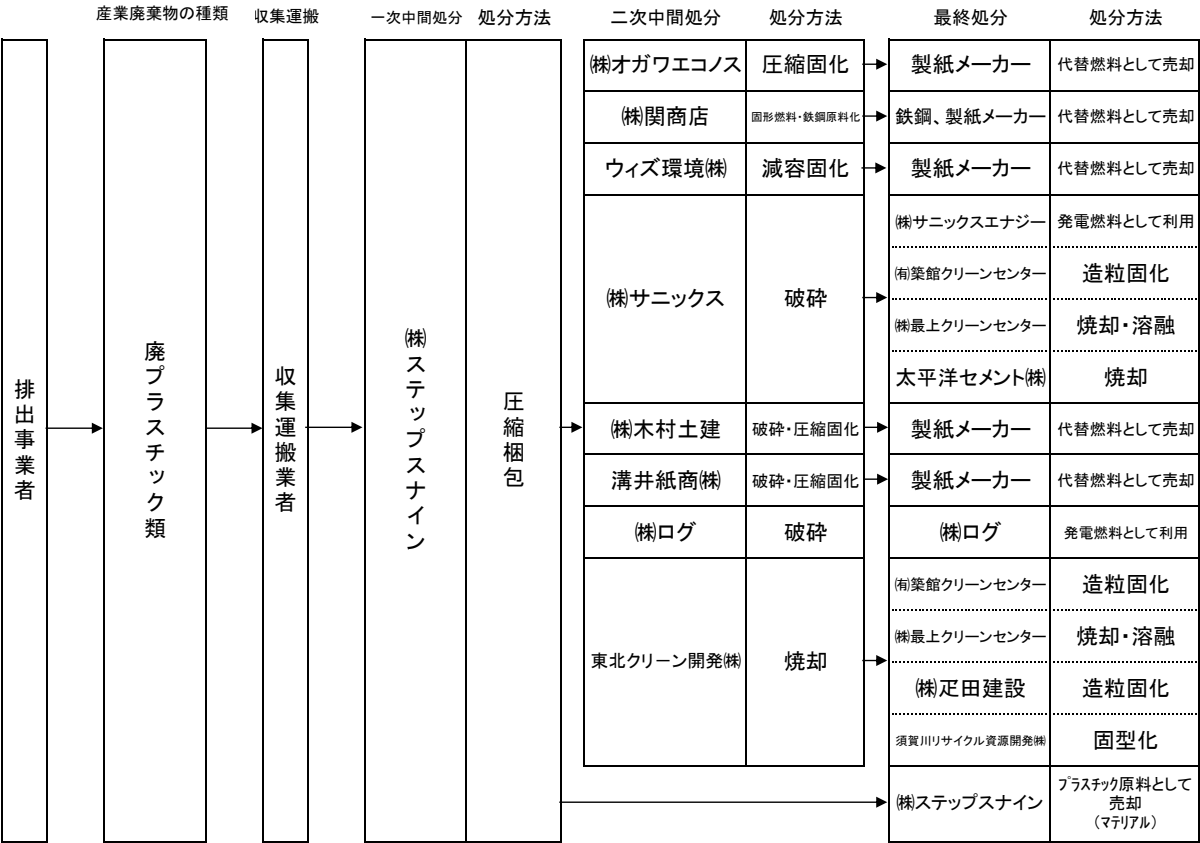 産業廃棄物の種類 収集運搬 一次中間処分 処分方法 二次中間処分 処分方法 最終処分 処分方法
排出事業者
廃プラスチック類
収集運搬業者
㈱ステップスナイン
圧縮梱包
㈱オガワエコノス 圧縮固化 製紙メーカー 代替燃料として売却
㈱関商店 固形燃料・鉄鋼原料化 鉄鋼、製紙メーカー 代替燃料として売却
ウィズ環境㈱ 減容固化 製紙メーカー 代替燃料として売却
㈱サニックス 破砕
㈱サニックスエナジー 発電燃料として利用
㈲築館クリーンセンター 造粒固化
㈱最上クリーンセンター 焼却・溶融
太平洋セメント㈱ 焼却
㈱木村土建 破砕・圧縮固化 製紙メーカー 代替燃料として売却
溝井紙商㈱ 破砕・圧縮固化 製紙メーカー 代替燃料として売却
㈱ログ 破砕 ㈱ログ 発電燃料として利用
東北クリーン開発㈱ 焼却
㈲築館クリーンセンター 造粒固化
㈱最上クリーンセンター 焼却・溶融
㈱疋田建設 造粒固化
須賀川リサイクル資源開発㈱ 固型化
㈱ステップスナイン
プラスチック原料として
売却
（マテリアル）